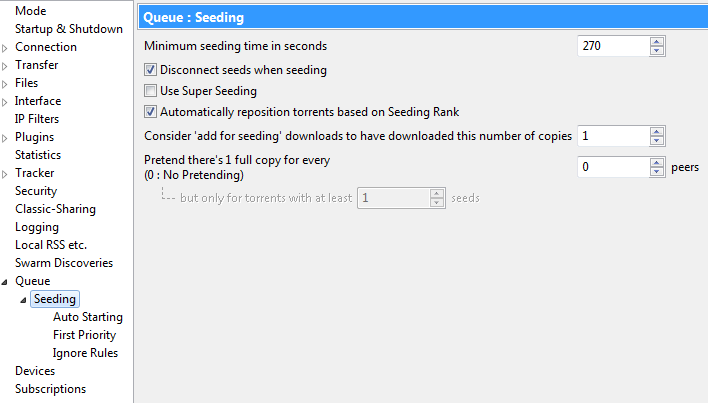 Mode
Startup & Shutdown
Connection
Transfer
Files
Interface
IP Filters
Plugins
Statistics
Tracker
Security
Classic-Sharing
Logging
Local RSS etc.
Swarm Discoveries
Queue
Seeding
Auto Starting
First Priority
Ignore Rules
Devices
Subscriptions
Queue : Seeding
Minimum seeding time in seconds 270
Disconnect seeds when seeding
Use Super Seeding
Automatically reposition torrents based on Seeding Rank
Consider 'add for seeding' downloads to have downloaded this number of copies 1
Pretend there's 1 full copy for every
(0 : No Pretending) 0 peers
but only for torrents with at least 1 seeds